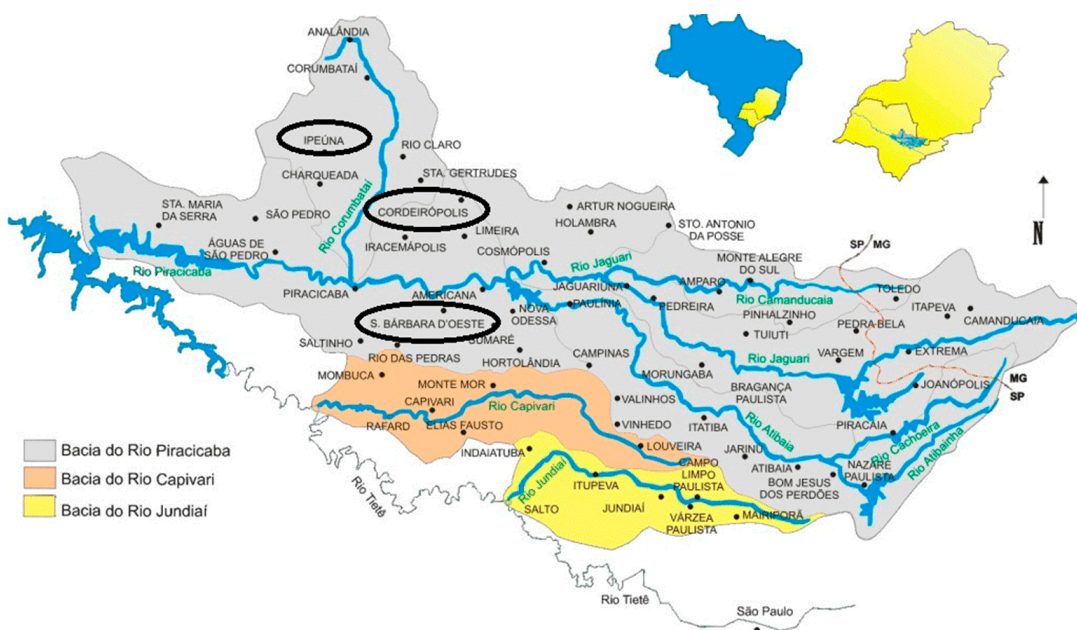 ANALÂNDIA
CORUMBATAÍ
IPEÚNA
RIO CLARO
CHARQUEADA
STA. GERTRUDES
STA. MARIA
DA SERRA
SÃO PEDRO
Rio Corumbataí
CORDEIRÓPOLIS
ARTUR NOGUEIRA
HOLAMBRA
STO. ANTONIO
DA POSSE
LIMEIRA
IRACEMÁPOLIS
ÁGUAS DE
SÃO PEDRO
COSMÓPOLIS
Rio Piracicaba
Rio Jaguari
MONTE ALEGRE
DO SUL
SP MG
N
PIRACICABA
AMERICANA
JAGUARIUNA
AMPARO
TOLEDO
Rio Camanducaia
PAULÍNIA
PEDREIRA
NOVA
ODESSA
PINHALZINHO
ITAPEVA
CAMANDUCAIA
S. BÁRBARA D'OESTE
TUIUTI
PEDRA BELA
SALTINHO
SUMARÉ
RIO DAS PEDRAS
HORTOLÂNDIA
CAMPINAS
Rio Jaguari
VARGEM
EXTREMA
MOMBUCA
MONTE MOR
MORUNGABA
BRAGANÇA
PAULISTA
JOANÓPOLIS
MG
SP
CAPIVARI
Rio Capivari
VALINHOS
RAFARD
ELIAS FAUSTO
VINHEDO
ITATIBA
Rio Atibaia
PIRACAIA
Rio Cachoeira
Rio Atibainha
INDAIATUBA
LOUVEIRA
JARINU
CAMPO
LIMPO
PAULISTA
ATIBAIA
NAZARÉ
PAULISTA
BOM JESUS
DOS PERDÕES
Rio Jundiaí
ITUPEVA
SALTO
JUNDIAÍ
VÁRZEA
PAULISTA
MAIRIPORÃ
Rio Tietê
Rio Tietê
São Paulo
Bacia do Rio Piracicaba
Bacia do Rio Capivari
Bacia do Rio Jundiaí